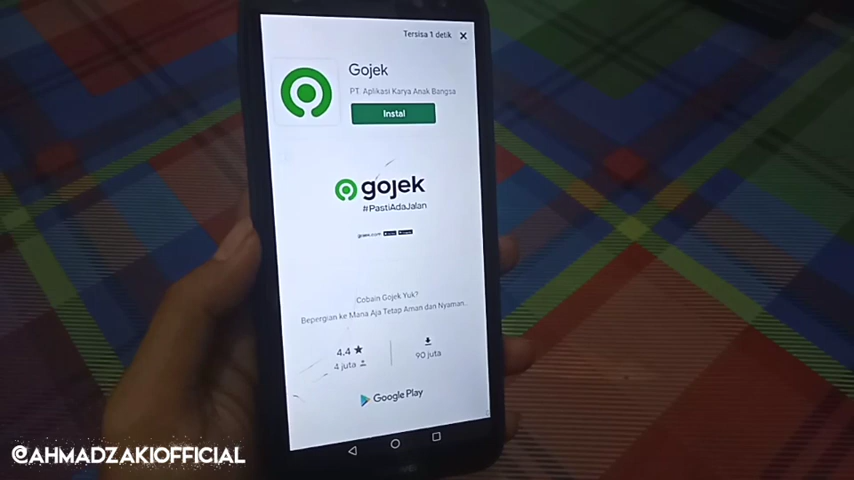 Tersisa 1 detik
Gojek
PT. Aplikasi Karya Anak Bangsa
Instal
gojek
#PastiAdaJalan
Cobain Gojek Yuk?
Bepergian ke Mana Aja Tetap Aman dan Nyaman..
4.4
4 juta
90 juta
Google Play
@AHMADZAKIOFFICIAL